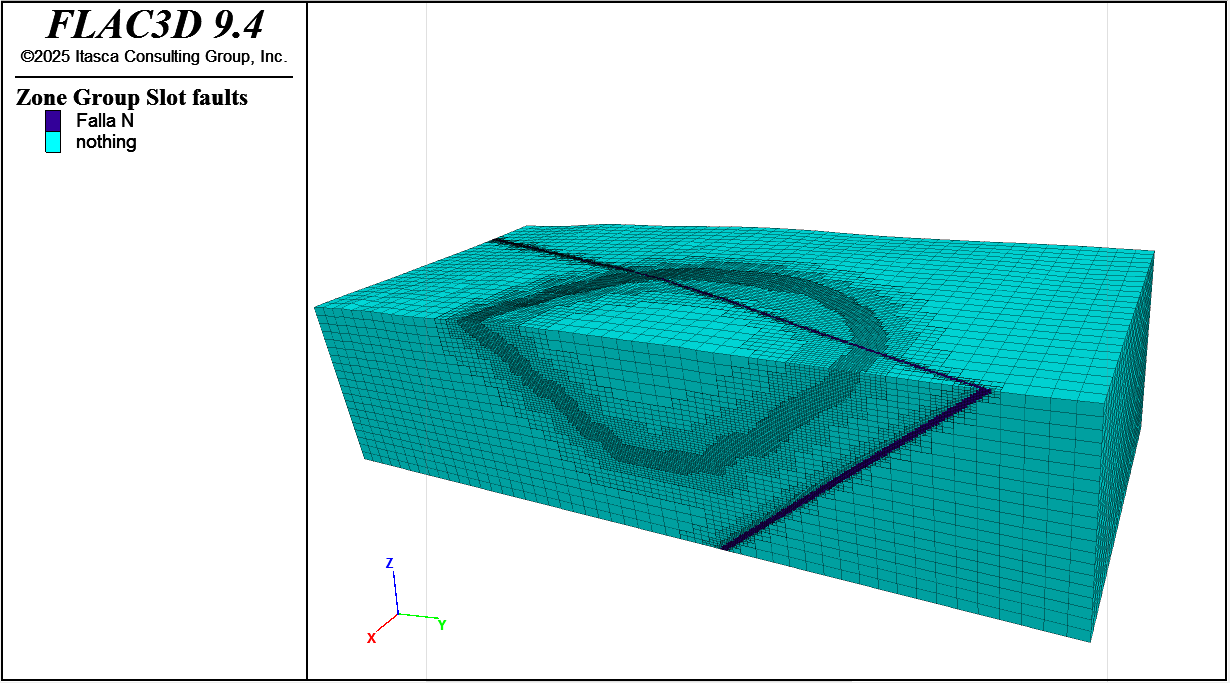 FLAC3D 9.4
©2025 Itasca Consulting Group, Inc.
Zone Group Slot faults
Falla N
nothing
Z
Y
X